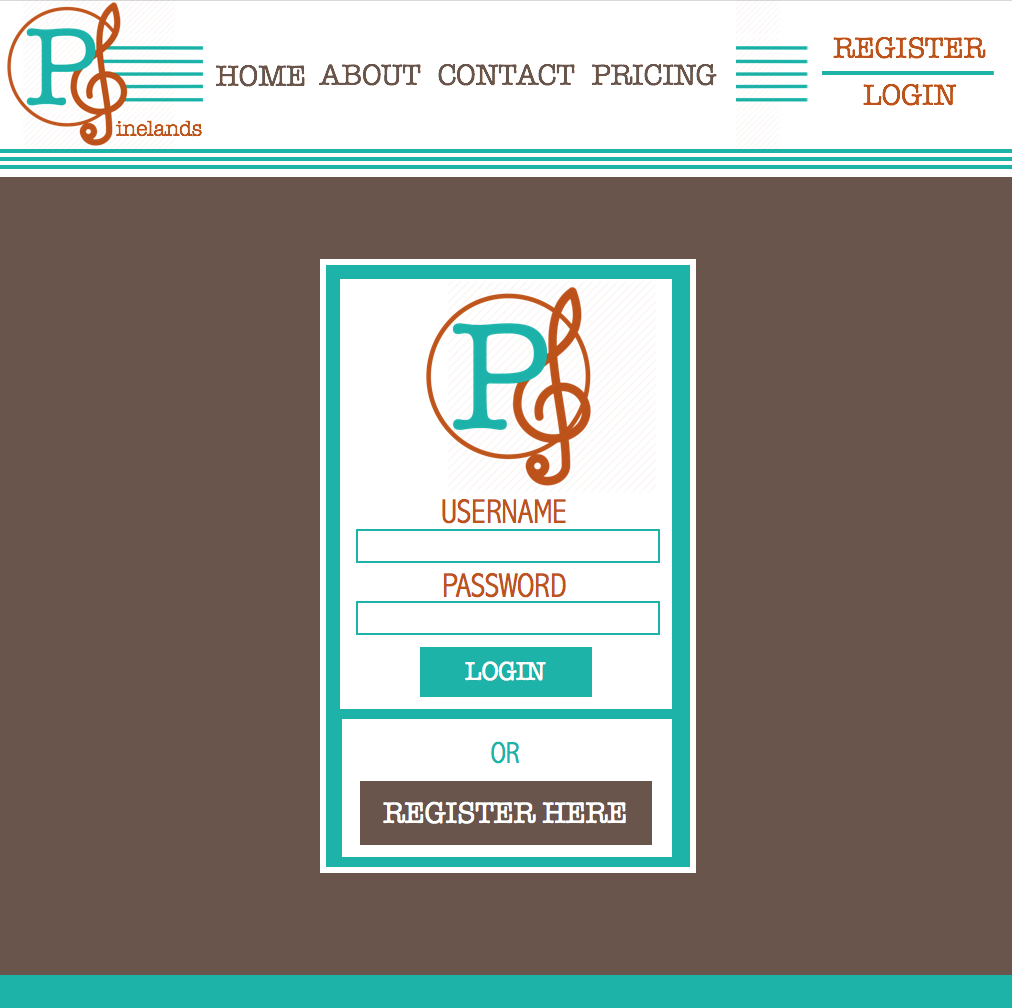 P
inelands
HOME ABOUT CONTACT PRICING
REGISTER
LOGIN
P
USERNAME
PASSWORD
LOGIN
OR
REGISTER HERE